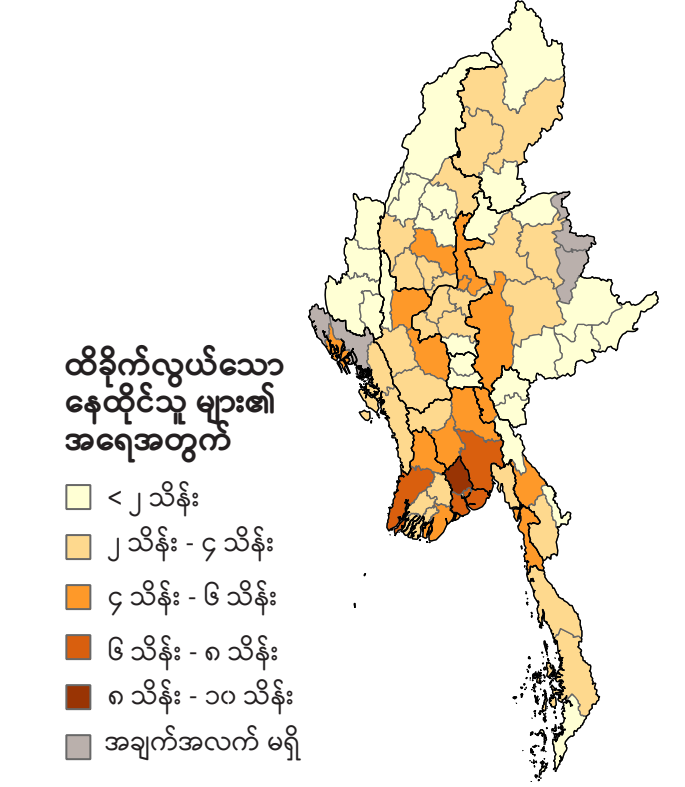 ထိခိုက်လွယ်သော
နေထိုင်သူ များ၏
အရေအတွက်
< ၂ သိန်း
၂ သိန်း - ၄ သိန်း
၄ သိန်း - ၆ သိန်း
၆ သိန်း - ၈ သိန်း
၈ သိန်း - ၁၀ သိန်း
အချက်အလက် မရှိ